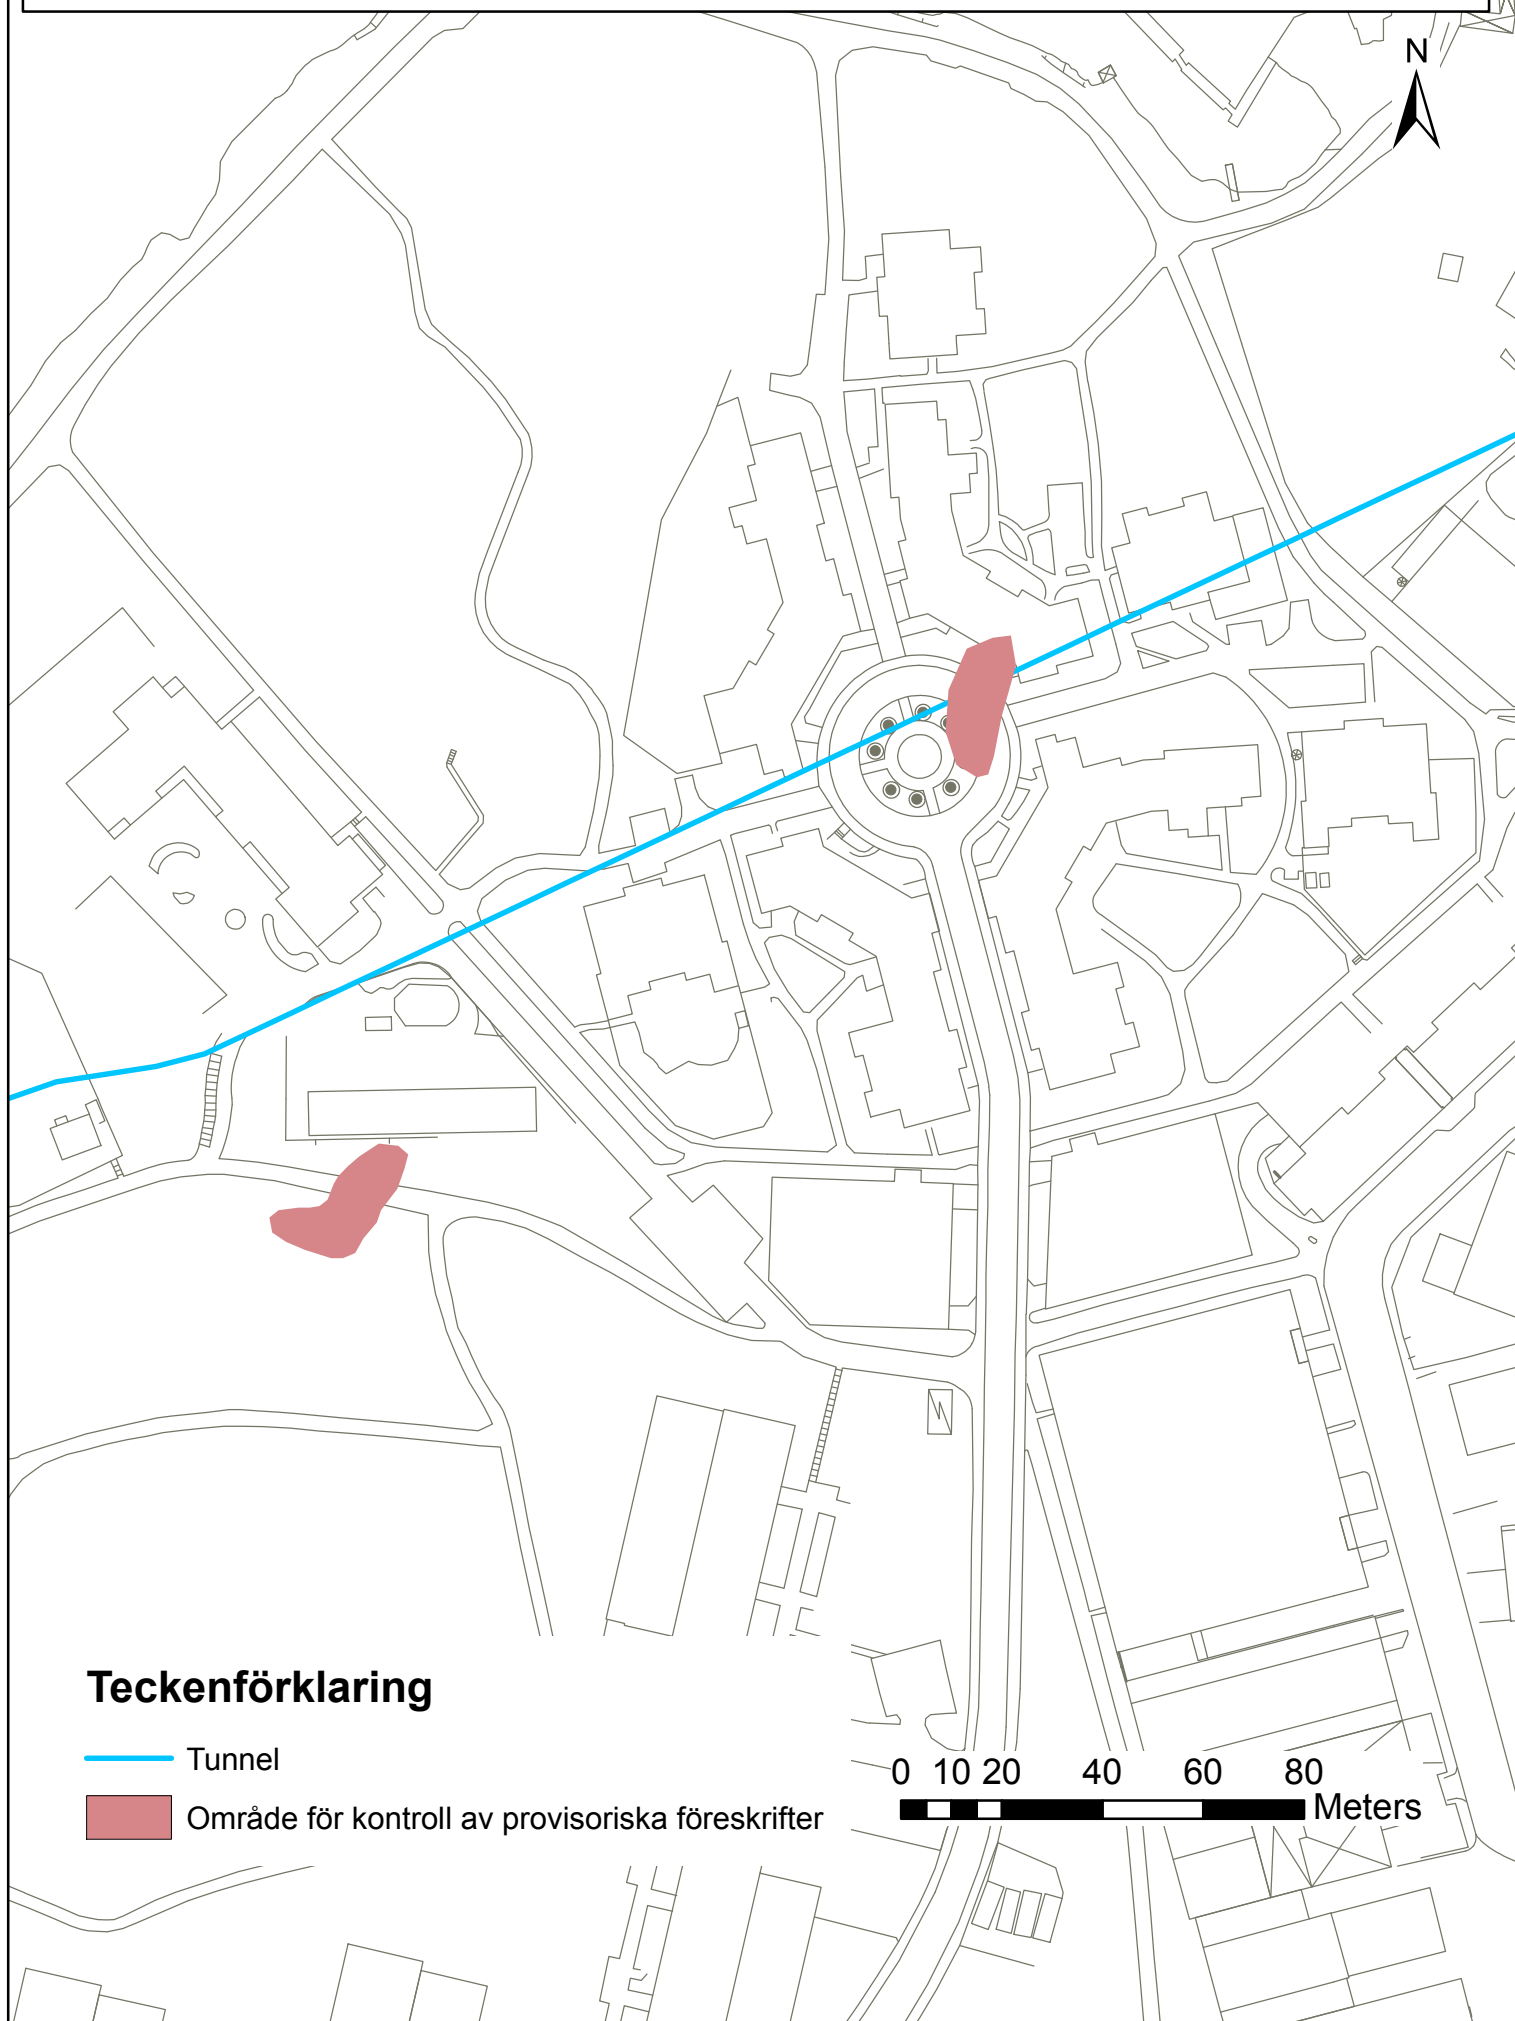 N
Teckenförklaring
Tunnel
Område för kontroll av provisoriska föreskrifter
0 10 20 40 60 80
Meters